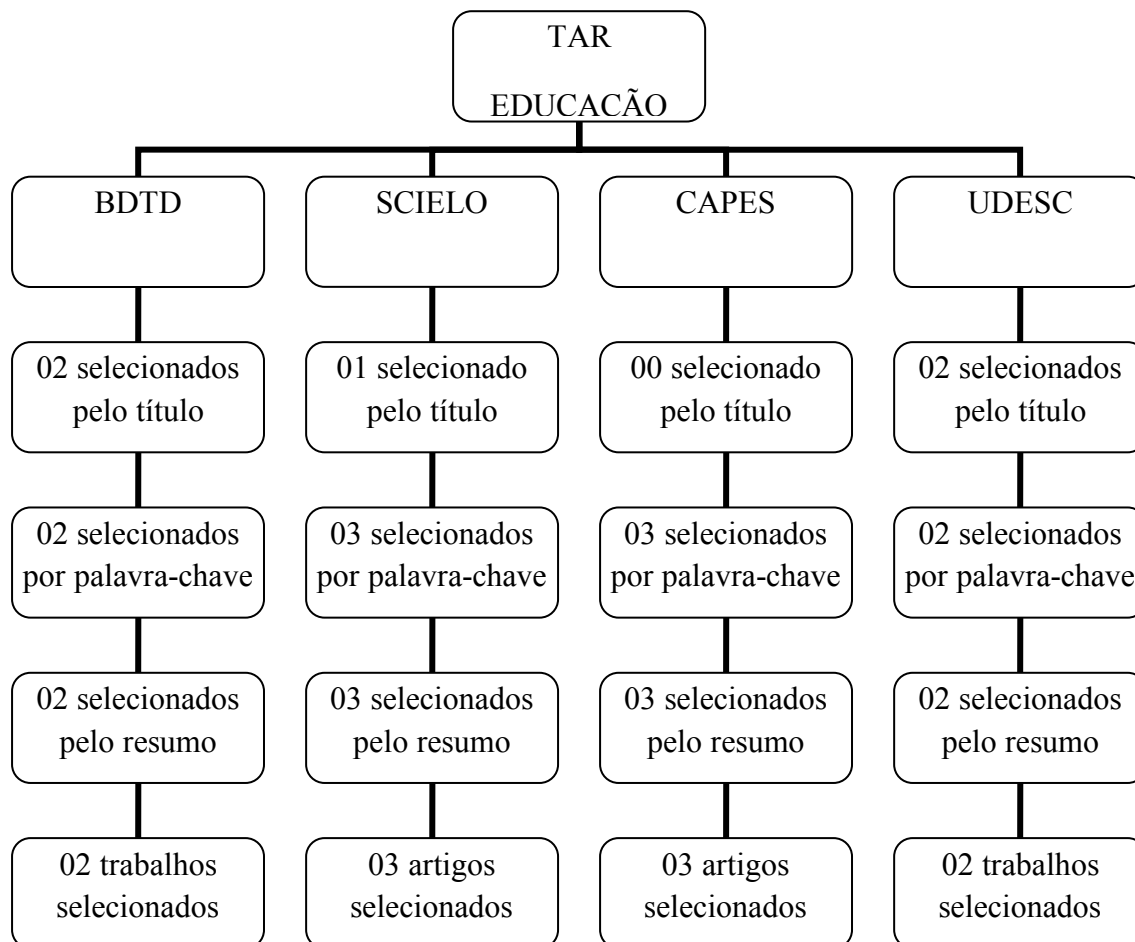 TAR
EDUCACÃO
BDTD
SCIELO
CAPES
UDESC
02 selecionados
pelo título
01 selecionado
pelo título
00 selecionado
pelo título
02 selecionados
pelo título
02 selecionados
por palavra-chave
03 selecionados
por palavra-chave
03 selecionados
por palavra-chave
02 selecionados
por palavra-chave
02 selecionados
pelo resumo
03 selecionados
pelo resumo
03 selecionados
pelo resumo
02 selecionados
pelo resumo
02 trabalhos
selecionados
03 artigos
selecionados
03 artigos
selecionados
02 trabalhos
selecionados